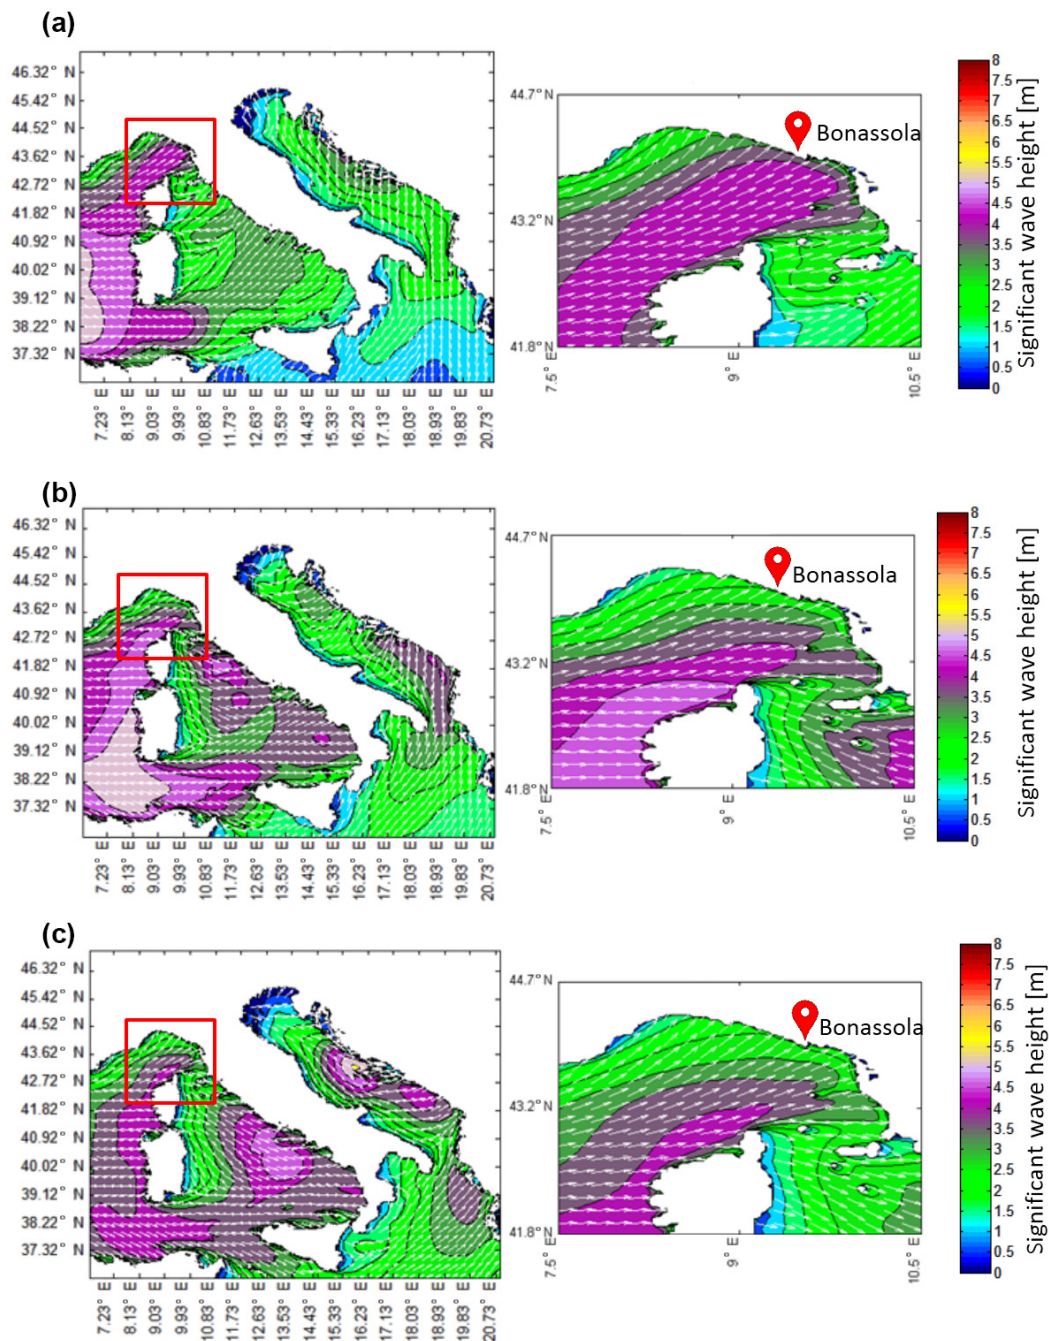 (a)
46.32° N
45.42° N
44.52° N
43.62° N
42.72° N
41.82° N
40.92° N
40.02° N
39.12° N
38.22° N
37.32° N
7.23° E
8.13° E
9.03° E
9.93° E
10.83° E
11.73° E
12.63° E
13.53° E
14.43° E
15.33° E
16.23° E
17.13° E
18.03° E
18.93° E
19.83° E
20.73° E
44.7° N
43.2° N
41.8° N
7.5° E
9° E
10.5° E
Bonassola
8
7.5
7
6.5
6
5.5
5
4.5
4
3.5
3
2.5
2
1.5
1
0.5
0
Significant wave height [m]
(b)
46.32° N
45.42° N
44.52° N
43.62° N
42.72° N
41.82° N
40.92° N
40.02° N
39.12° N
38.22° N
37.32° N
7.23° E
8.13° E
9.03° E
9.93° E
10.83° E
11.73° E
12.63° E
13.53° E
14.43° E
15.33° E
16.23° E
17.13° E
18.03° E
18.93° E
19.83° E
20.73° E
44.7° N
43.2° N
41.8° N
7.5° E
9° E
10.5° E
Bonassola
8
7.5
7
6.5
6
5.5
5
4.5
4
3.5
3
2.5
2
1.5
1
0.5
0
Significant wave height [m]
(c)
46.32° N
45.42° N
44.52° N
43.62° N
42.72° N
41.82° N
40.92° N
40.02° N
39.12° N
38.22° N
37.32° N
7.23° E
8.13° E
9.03° E
9.93° E
10.83° E
11.73° E
12.63° E
13.53° E
14.43° E
15.33° E
16.23° E
17.13° E
18.03° E
18.93° E
19.83° E
20.73° E
44.7° N
43.2° N
41.8° N
7.5° E
9° E
10.5° E
Bonassola
8
7.5
7
6.5
6
5.5
5
4.5
4
3.5
3
2.5
2
1.5
1
0.5
0
Significant wave height [m]